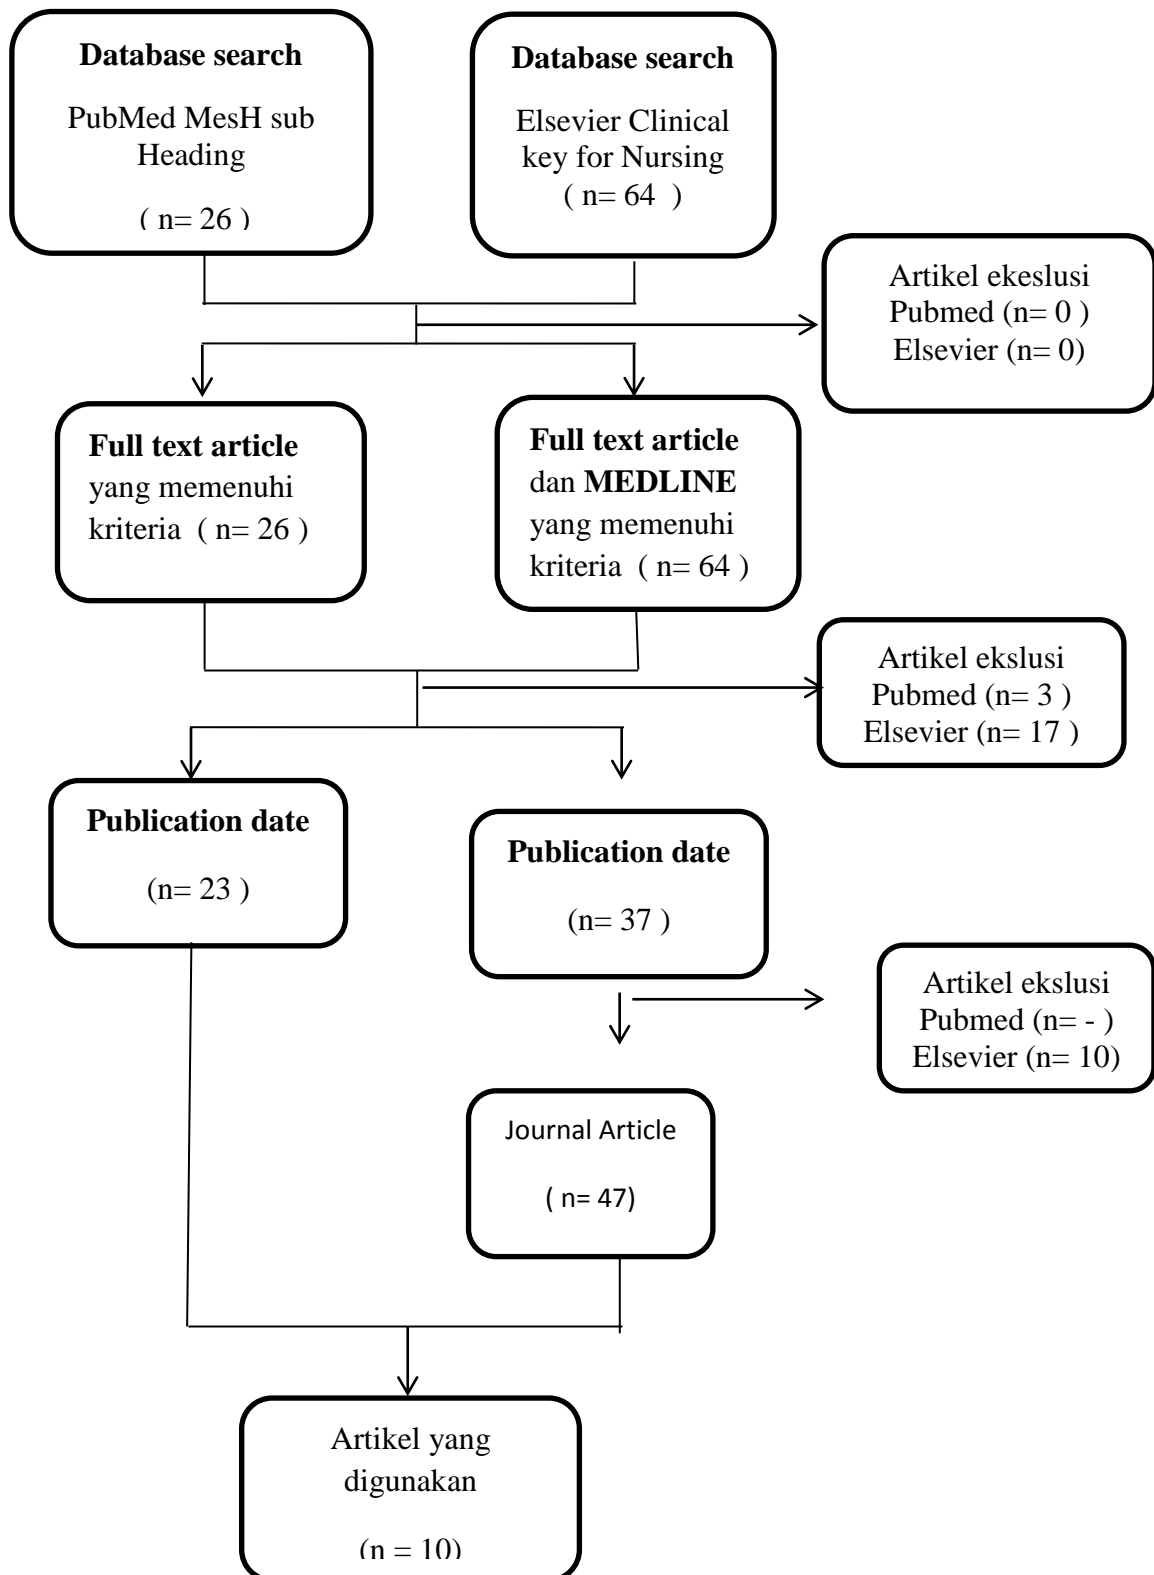 Database search
PubMed MesH sub
Heading
( n= 26 )
Database search
Elsevier Clinical
key for Nursing
( n= 64 )
Artikel ekeslusi
Pubmed (n= 0 )
Elsevier (n= 0)
Full text article
yang memenuhi
kriteria ( n= 26 )
Full text article
dan MEDLINE
yang memenuhi
kriteria ( n= 64 )
Artikel ekslusi
Pubmed (n= 3 )
Elsevier (n= 17 )
Publication date
(n= 23 )
Publication date
(n= 37 )
Artikel ekslusi
Pubmed (n= - )
Elsevier (n= 10)
Journal Article
( n= 47)
Artikel yang
digunakan
(n = 10)